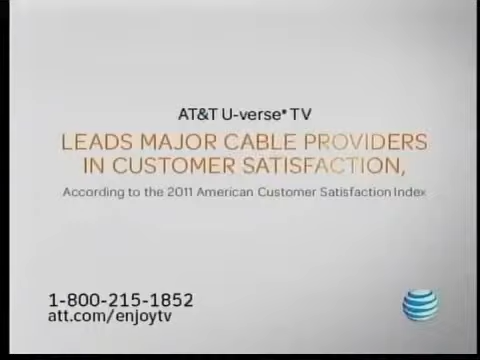 AT&T U-verse® TV
LEADS MAJOR CABLE PROVIDERS
IN CUSTOMER SATISFACTION,
According to the 2011 American Customer Satisfaction Index
1-800-215-1852
att.com/enjoytv